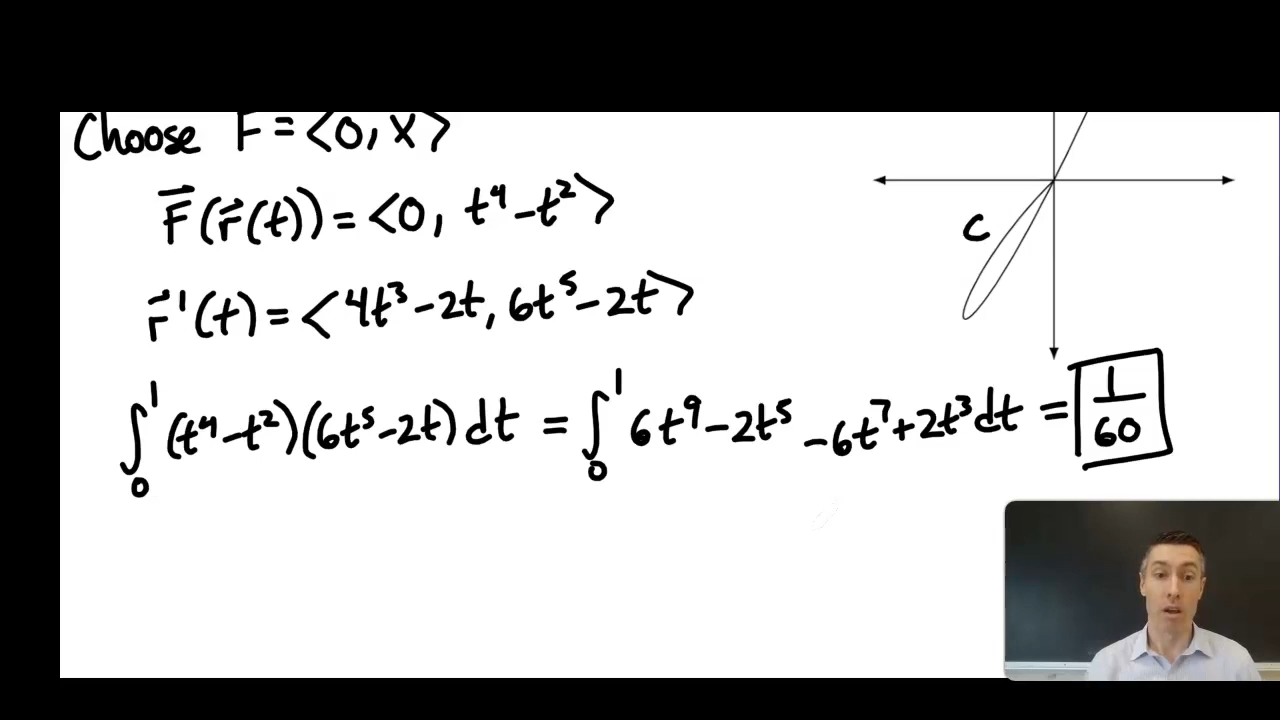 Choose F = <0, x>
F⃗(r⃗(t)) = <0, t⁴ - t²>
r⃗'(t) = <4t³ - 2t, 6t⁵ - 2t>
C
∫₀¹ (t⁴ - t²)(6t⁵ - 2t) dt = ∫₀¹ 6t⁹ - 2t⁵ - 6t⁷ + 2t³ dt = 1/60